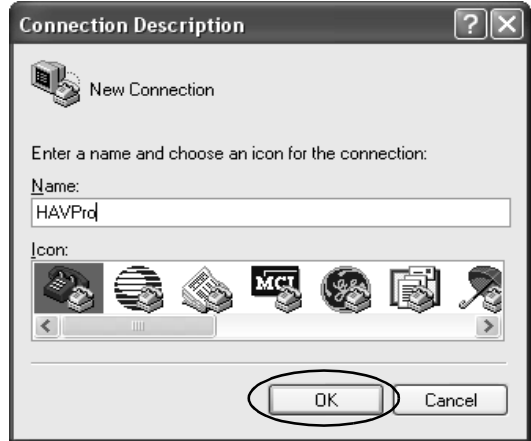 Connection Description
New Connection
Enter a name and choose an icon for the connection:
Name:
HAVPro
Icon:
MCI
OK Cancel